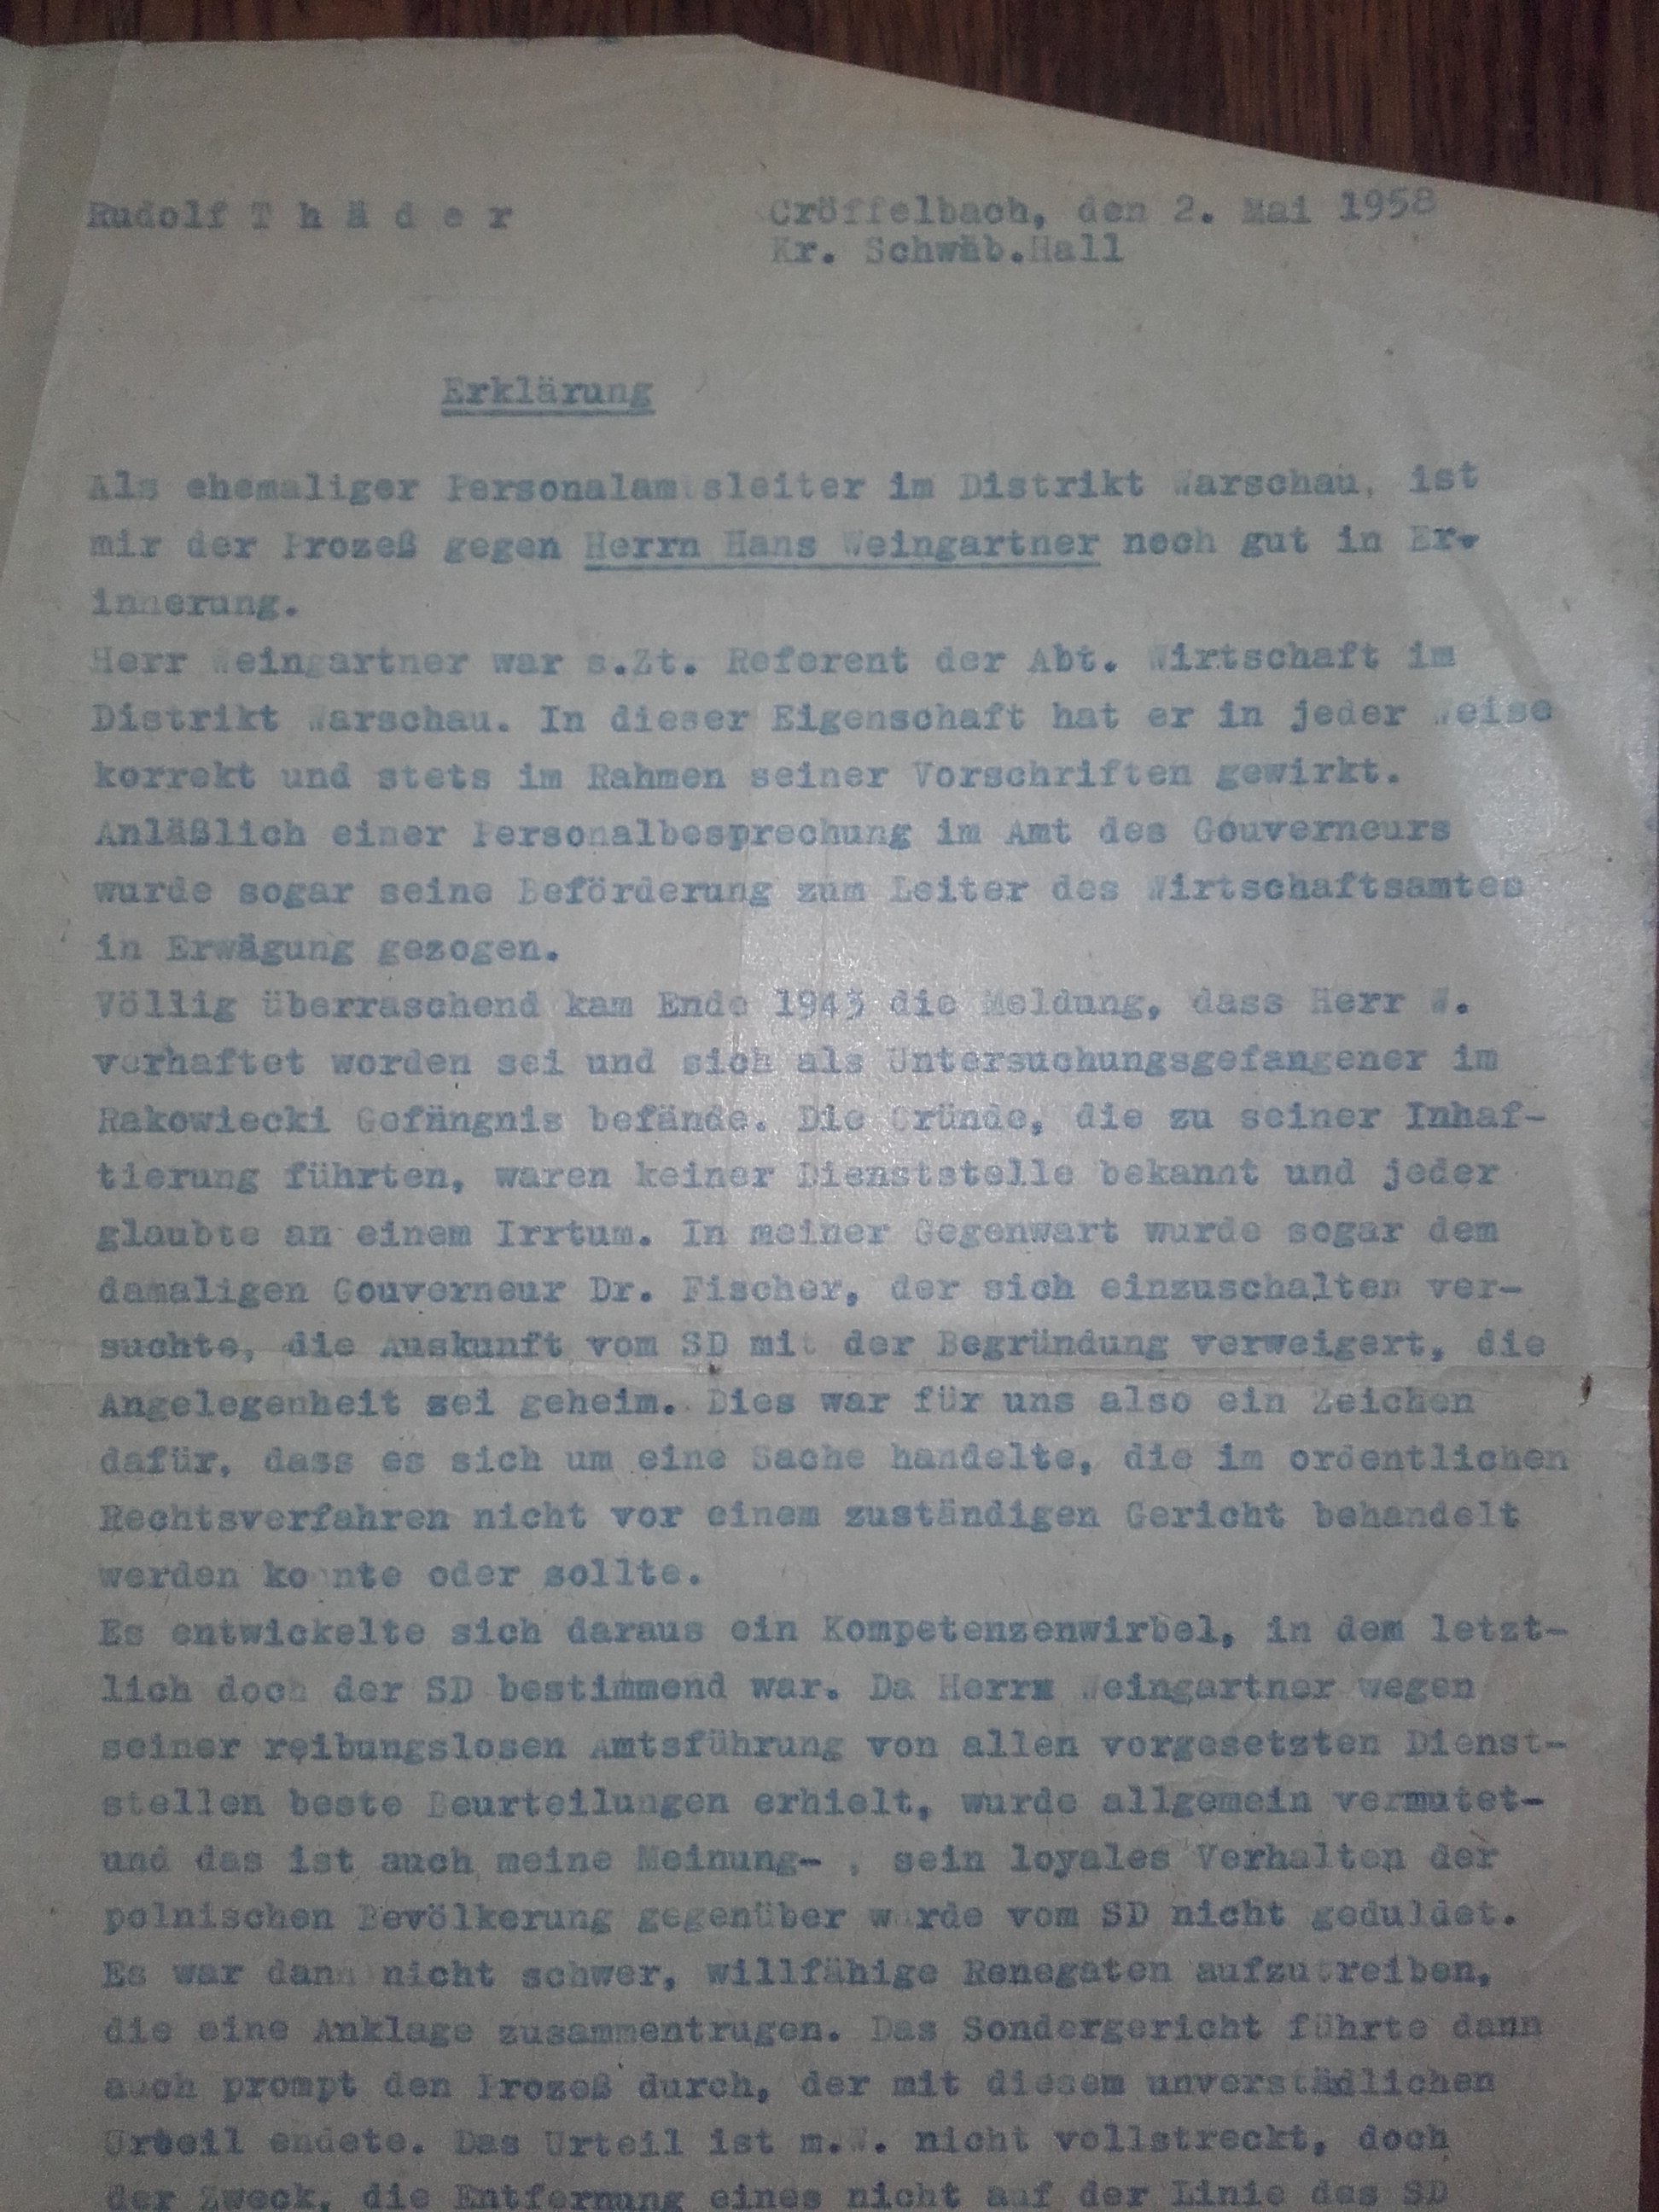 Rudolf T h ä d e r
Cröffelbach, den 2. Mai 1958
Kr. Schwäb.Hall
Erklärung
Als ehemaliger Personalamtsleiter im Distrikt Warschau, ist
mir der Prozeß gegen Herrn Hans Weingartner noch gut in Er-
innerung.
Herr Weingartner war s.Zt. Referent der Abt. Wirtschaft im
Distrikt Warschau. In dieser Eigenschaft hat er in jeder Weise
korrekt und stets im Rahmen seiner Vorschriften gewirkt.
Anläßlich einer Personalbesprechung im Amt des Gouverneurs
wurde sogar seine Beförderung zum Leiter des Wirtschaftsamtes
in Erwägung gezogen.
Völlig überraschend kam Ende 1943 die Meldung, dass Herr W.
verhaftet worden sei und sich als Untersuchungsgefangener im
Rakowiecki Gefängnis befände. Die Gründe, die zu seiner Inhaf-
tierung führten, waren keiner Dienststelle bekannt und jeder
glaubte an einem Irrtum. In meiner Gegenwart wurde sogar dem
damaligen Gouverneur Dr. Fischer, der sich einzuschalten ver-
suchte, die Auskunft vom SD mit der Begründung verweigert, die
Angelegenheit sei geheim. Dies war für uns also ein Zeichen
dafür, dass es sich um eine Sache handelte, die im ordentlichen
Rechtsverfahren nicht vor einem zuständigen Gericht behandelt
werden konnte oder sollte.
Es entwickelte sich daraus ein Kompetenzenwirbel, in dem letzt-
lich doch der SD bestimmend war. Da Herrn Weingartner wegen
seiner reibungslosen Amtsführung von allen vorgesetzten Dienst-
stellen beste Beurteilungen erhielt, wurde allgemein vermutet-
und das ist auch meine Meinung- , sein loyales Verhalten der
polnischen Bevölkerung gegenüber wurde vom SD nicht geduldet.
Es war dann nicht schwer, willfähige Renegaten aufzutreiben,
die eine Anklage zusammentrugen. Das Sondergericht führte dann
auch prompt den Prozeß durch, der mit diesem unverständlichen
Urteil endete. Das Urteil ist m.W. nicht vollstreckt, doch
der Zweck, die Entfernung eines nicht auf der Linie des SD